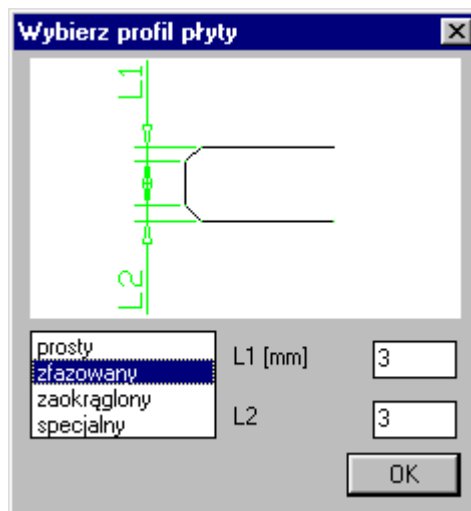 Wybierz profil płyty
L1
L2
prosty
zfazowany
zaokrąglony
specjalny
L1 [mm]
3
L2
3
OK